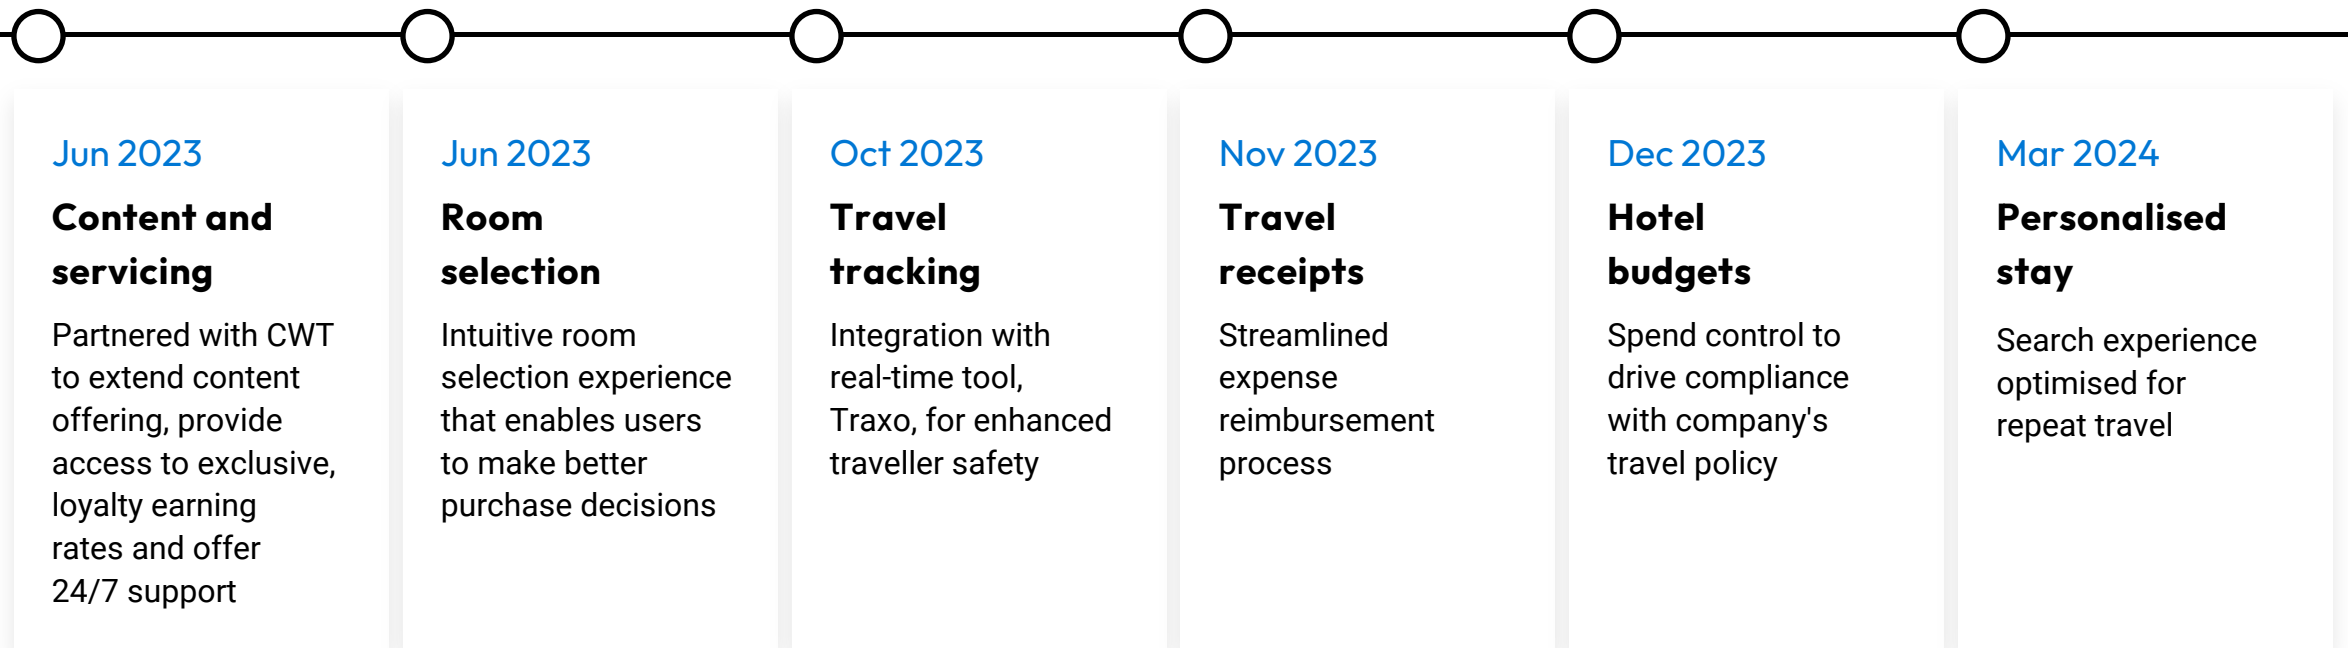 Jun 2023
Content and
servicing
Partnered with CWT
to extend content
offering, provide
access to exclusive,
loyalty earning
rates and offer
24/7 support
Jun 2023
Room
selection
Intuitive room
selection experience
that enables users
to make better
purchase decisions
Oct 2023
Travel
tracking
Integration with
real-time tool,
Traxo, for enhanced
traveller safety
Nov 2023
Travel
receipts
Streamlined
expense
reimbursement
process
Dec 2023
Hotel
budgets
Spend control to
drive compliance
with company's
travel policy
Mar 2024
Personalised
stay
Search experience
optimised for
repeat travel